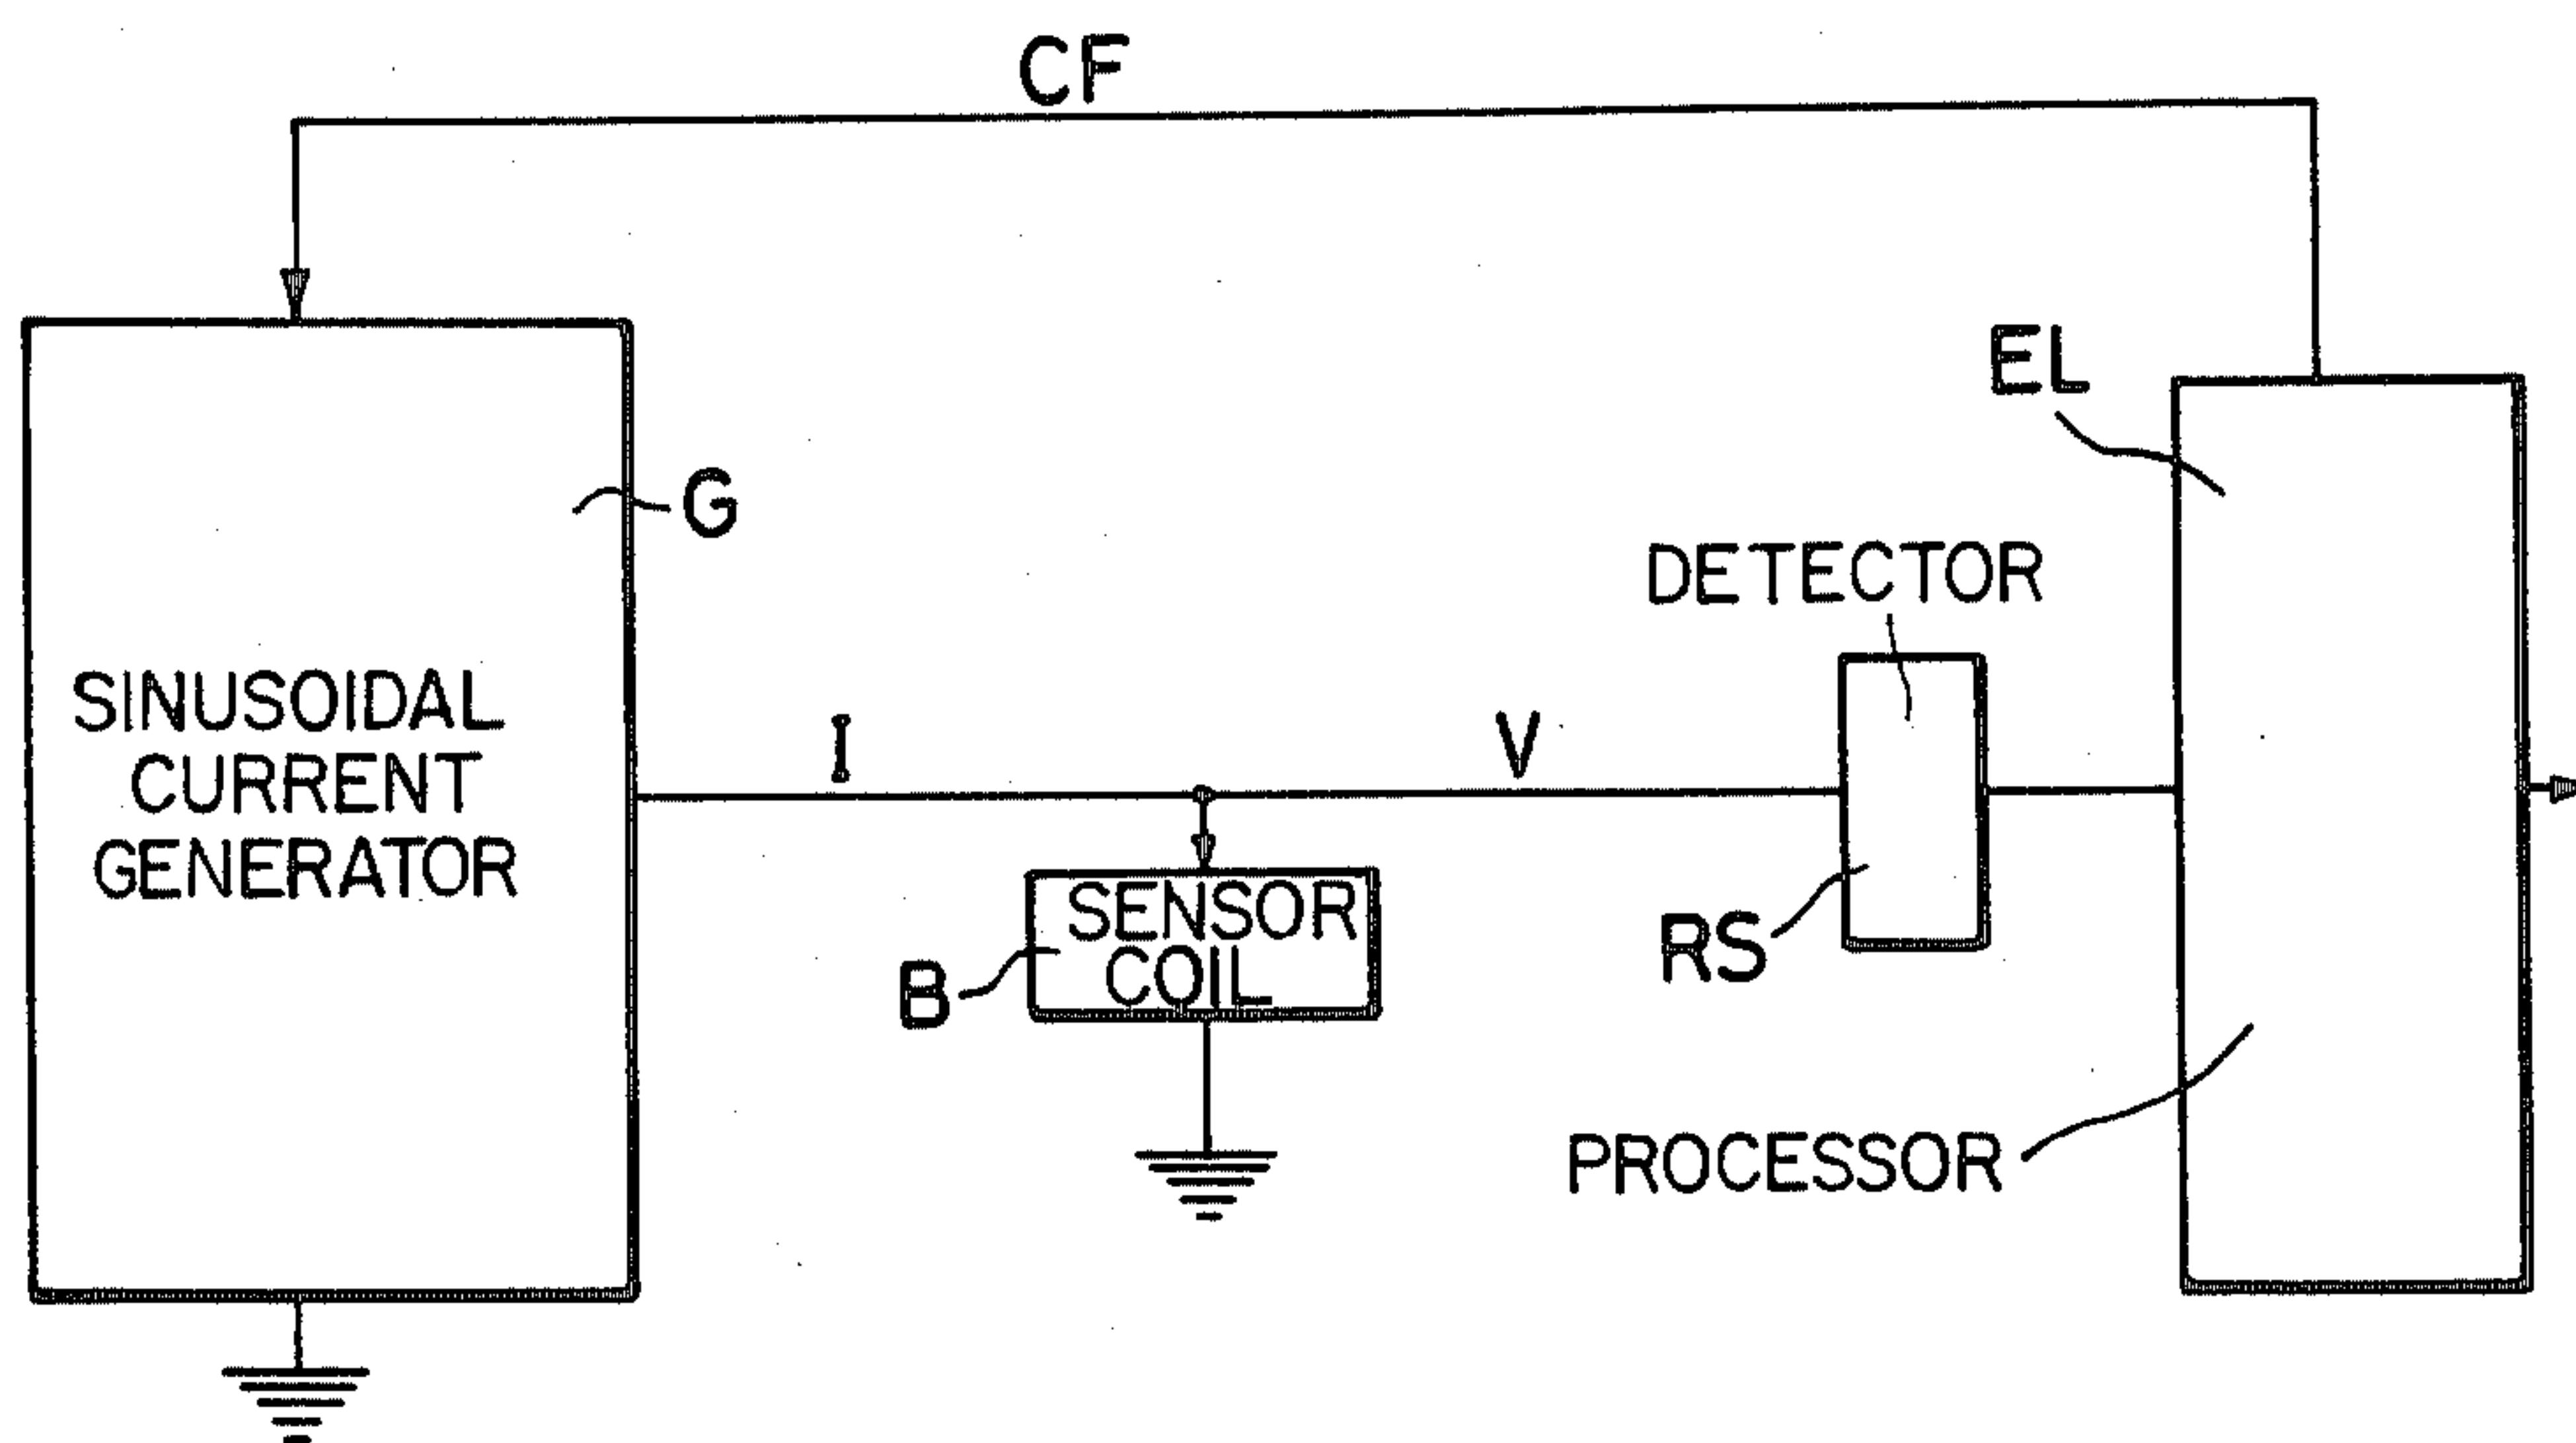 CF
EL
G
DETECTOR
SINUSOIDAL
CURRENT
GENERATOR
I
V
SENSOR
COIL
B
RS
PROCESSOR